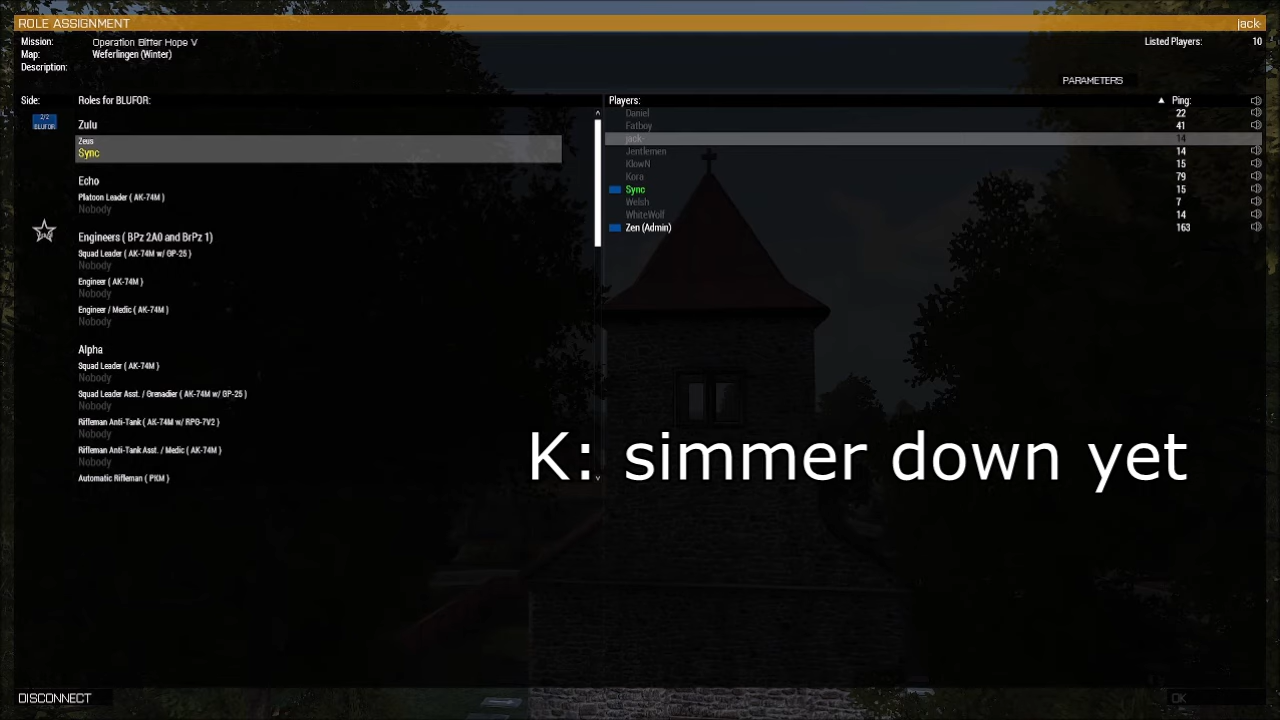 ROLE ASSIGNMENT
jack-
Mission: Operation Bitter Hope V
Listed Players: 10
Map: Weferlingen (Winter)
Description:
PARAMETERS
Side:
Roles for BLUFOR:
2/2
BLUFOR
Zulu
Zeus
Sync
Echo
Platoon Leader ( AK-74M )
Nobody
Engineers ( BPz 2A0 and BrPz 1)
Squad Leader ( AK-74M w/ GP-25 )
Nobody
Engineer ( AK-74M )
Nobody
Engineer / Medic ( AK-74M )
Nobody
Alpha
Squad Leader ( AK-74M )
Nobody
Squad Leader Asst. / Grenadier ( AK-74M w/ GP-25 )
Nobody
Rifleman Anti-Tank ( AK-74M w/ RPG-7V2 )
Nobody
Rifleman Anti-Tank Asst. / Medic ( AK-74M )
Nobody
Automatic Rifleman ( PKM )
Players: Ping:
Daniel 22
Fatboy 41
jack- 14
Jentlemen 14
KlowN 15
Kora 79
Sync 15
Welsh 7
WhiteWolf 14
Zen (Admin) 163
K: simmer down yet
DISCONNECT
OK